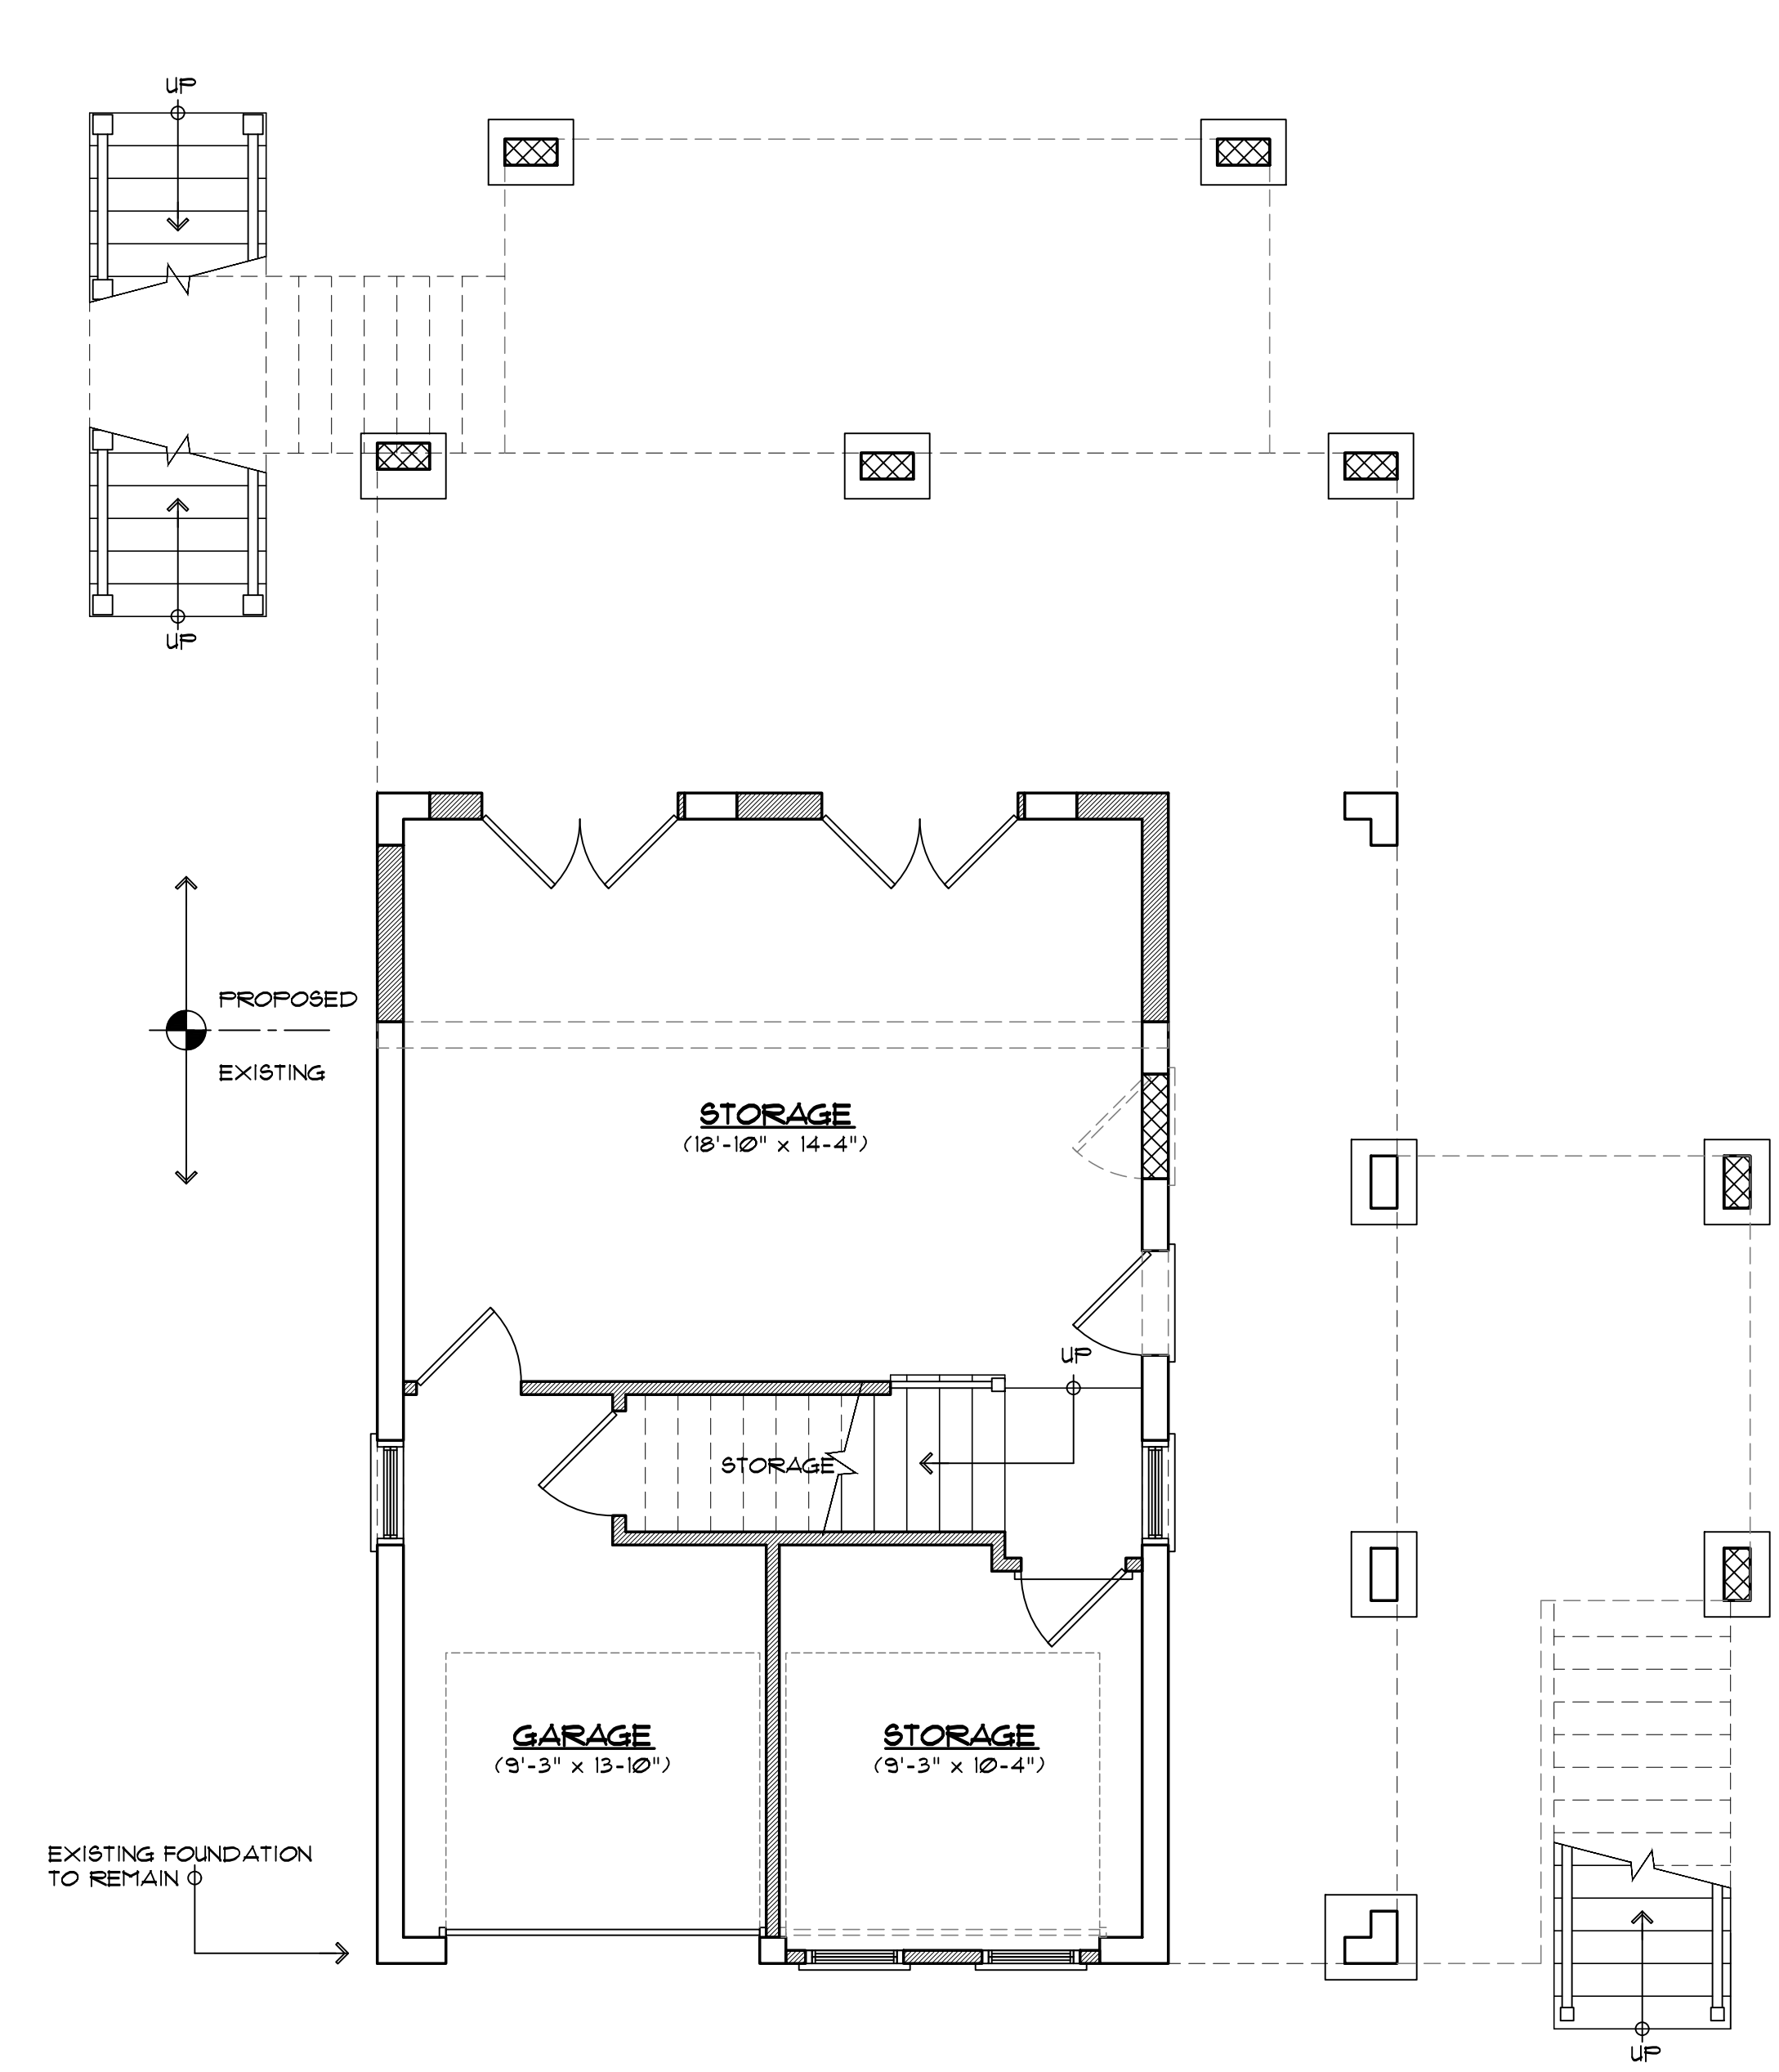 UP
UP
PROPOSED
EXISTING
STORAGE
(18'-10" x 14-4")
UP
STORAGE
GARAGE
(9'-3" x 13-10")
STORAGE
(9'-3" x 10-4")
EXISTING FOUNDATION
TO REMAIN
UP